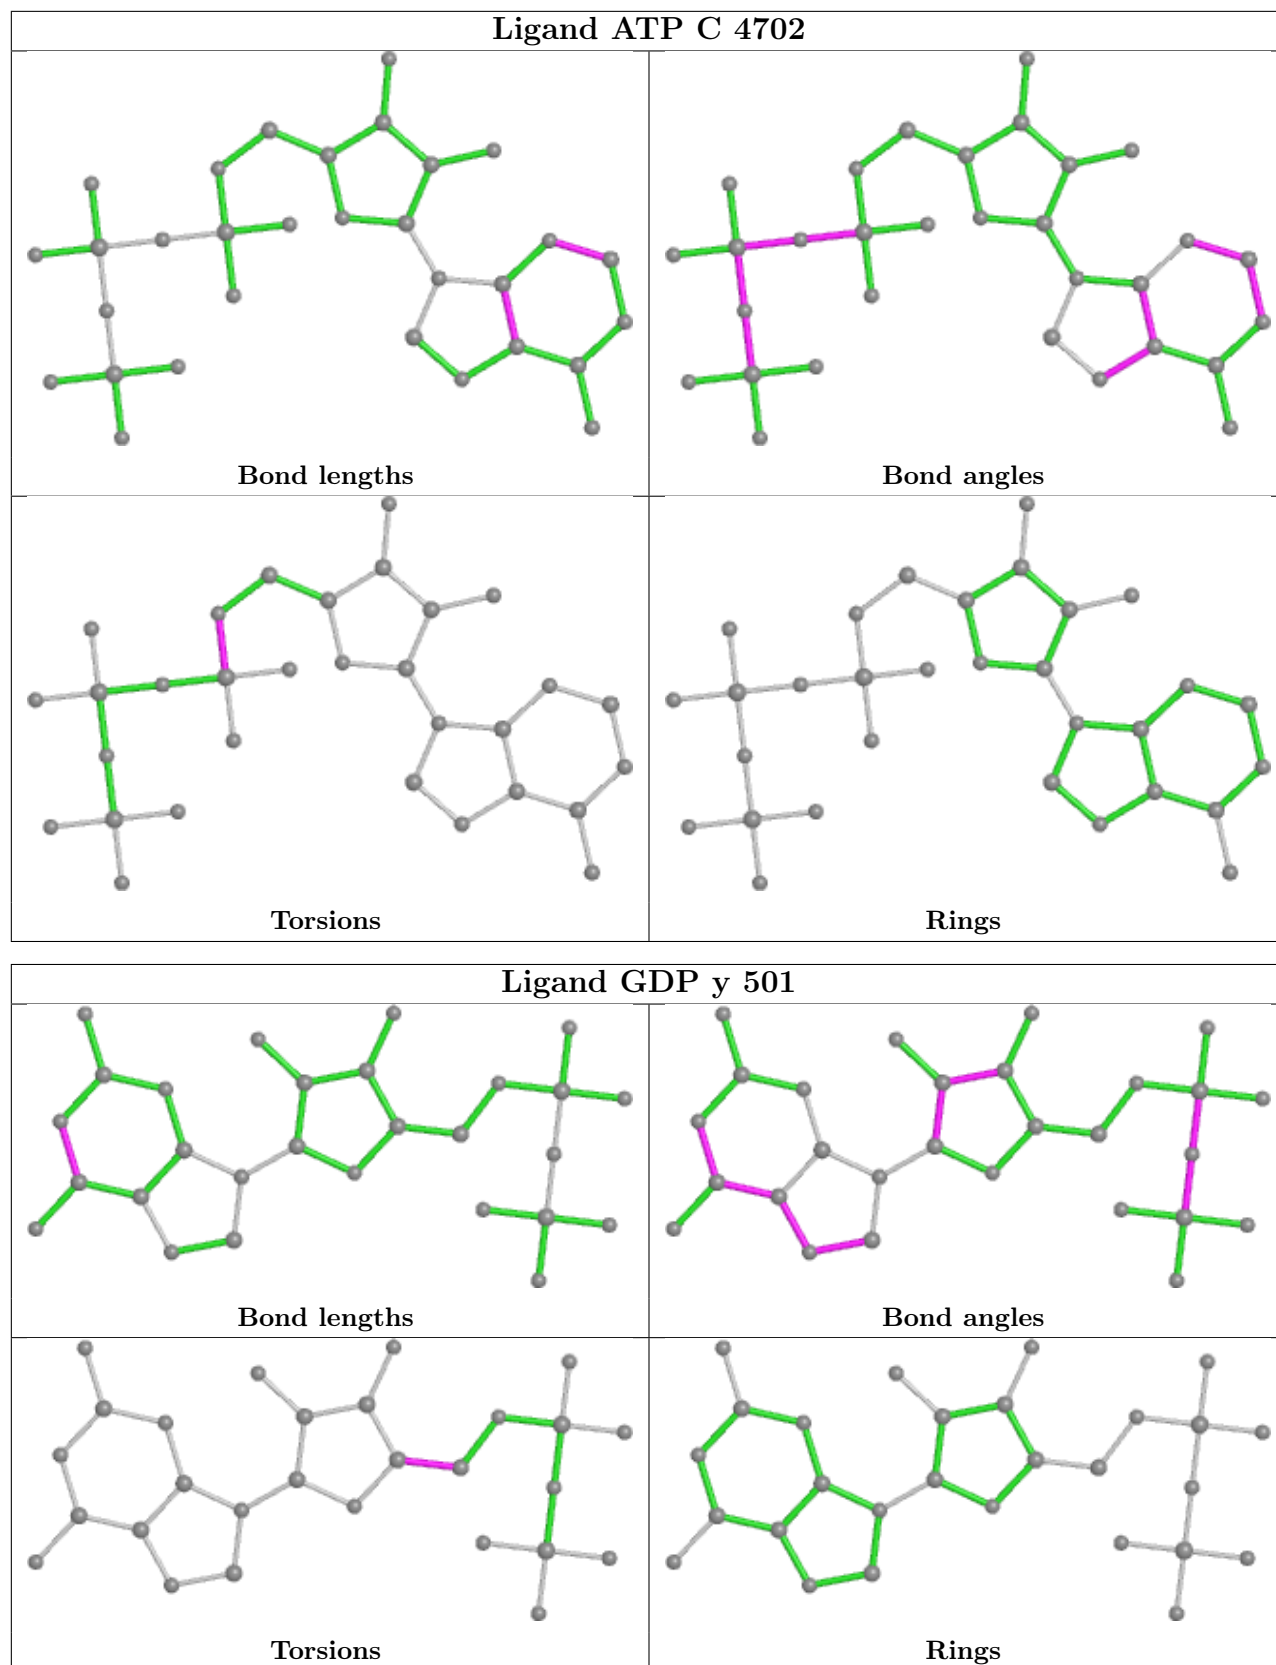 Ligand ATP C 4702
Bond lengths
Bond angles
Torsions
Rings
Ligand GDP y 501
Bond lengths
Bond angles
Torsions
Rings